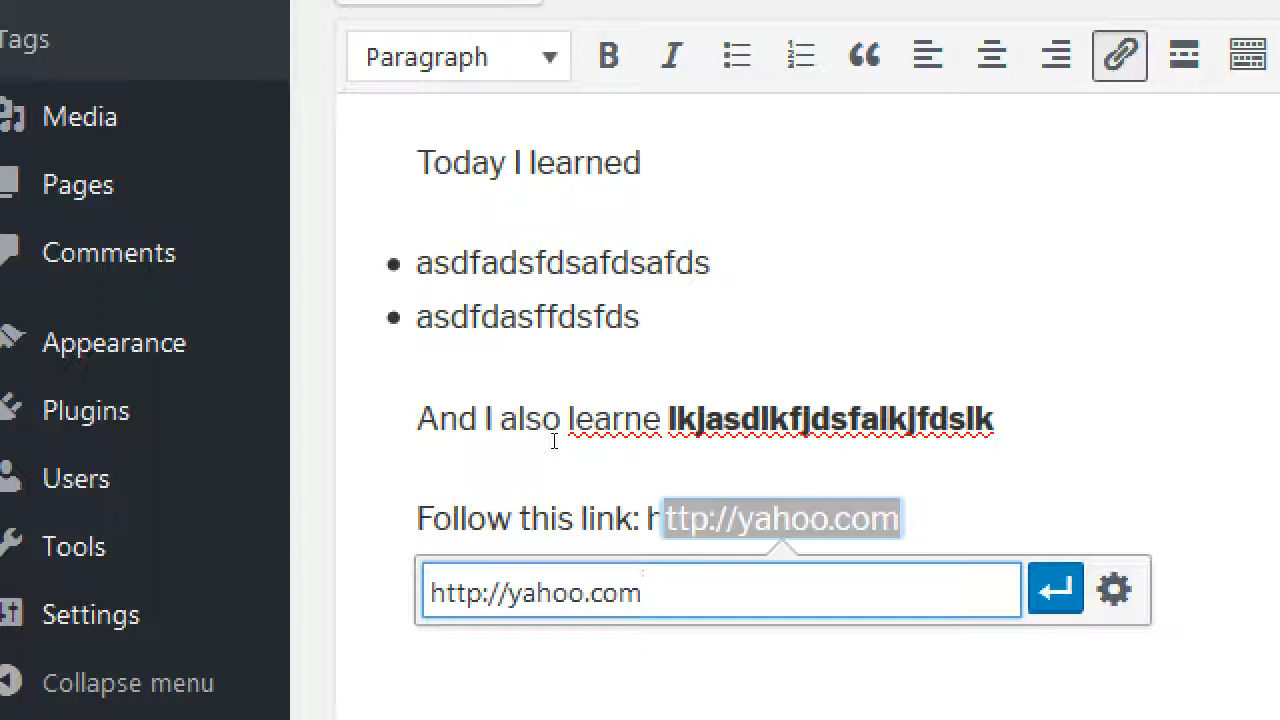 Tags
Media
Pages
Comments
Appearance
Plugins
Users
Tools
Settings
Collapse menu
Paragraph
B I
Today I learned
asdfadsfdsafdsafds
asdfdasffdsfds
And I also learne lkjasdlkfjdsfalkjfdslk
Follow this link: http://yahoo.com
http://yahoo.com